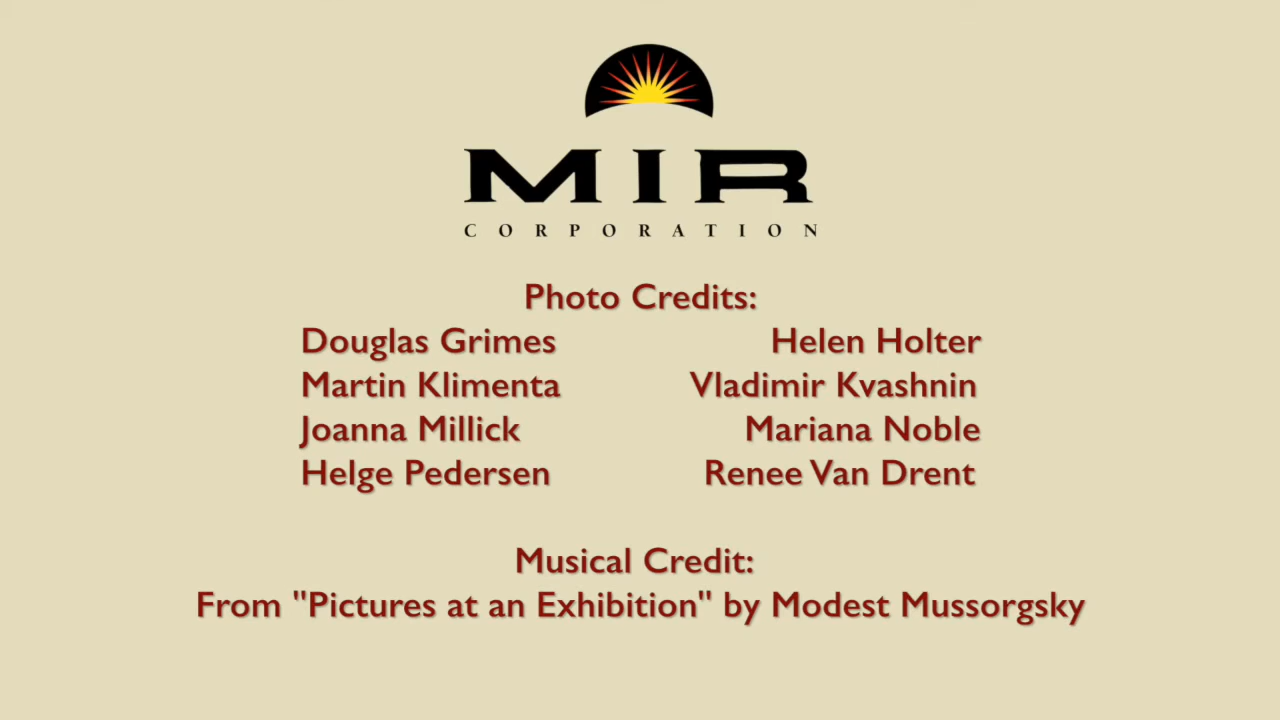 MIR
CORPORATION
Photo Credits:
Douglas Grimes Helen Holter
Martin Klimenta Vladimir Kvashnin
Joanna Millick Mariana Noble
Helge Pedersen Renee Van Drent
Musical Credit:
From "Pictures at an Exhibition" by Modest Mussorgsky